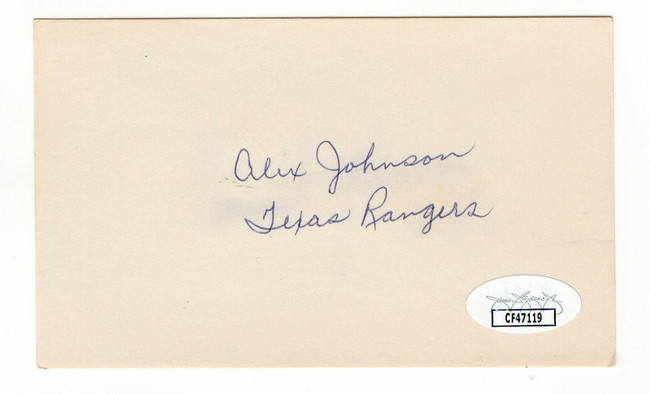 Alex Johnson
Texas Rangers
CF47119